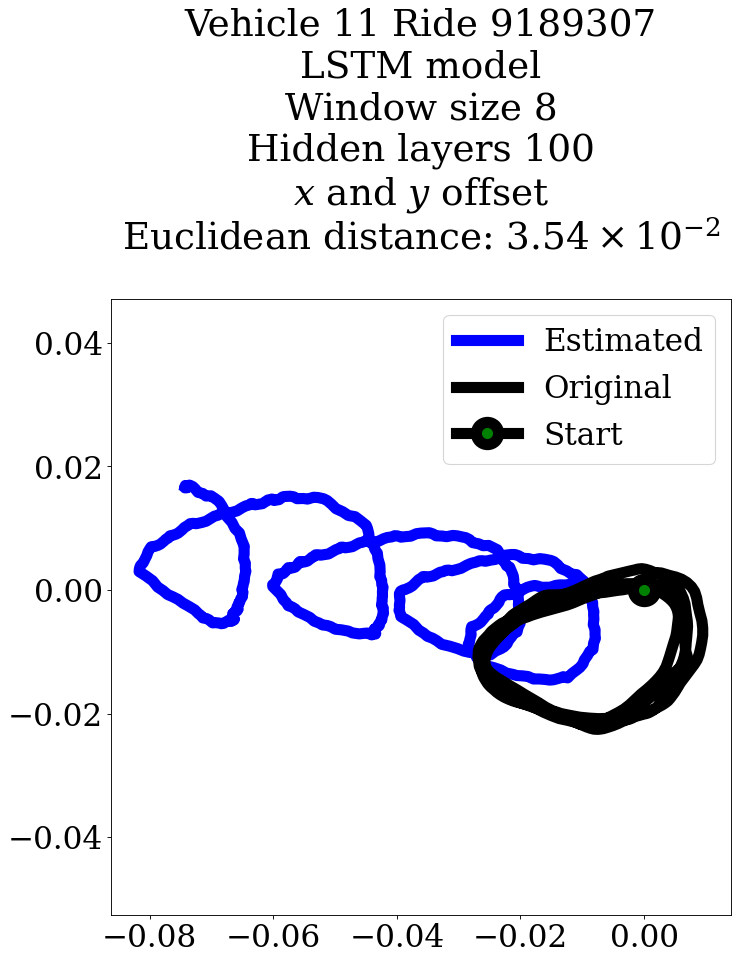 Vehicle 11 Ride 9189307
LSTM model
Window size 8
Hidden layers 100
x and y offset
Euclidean distance: 3.54 × 10⁻²
Estimated
Original
Start
0.04
0.02
0.00
−0.02
−0.04
−0.08 −0.06 −0.04 −0.02 0.00